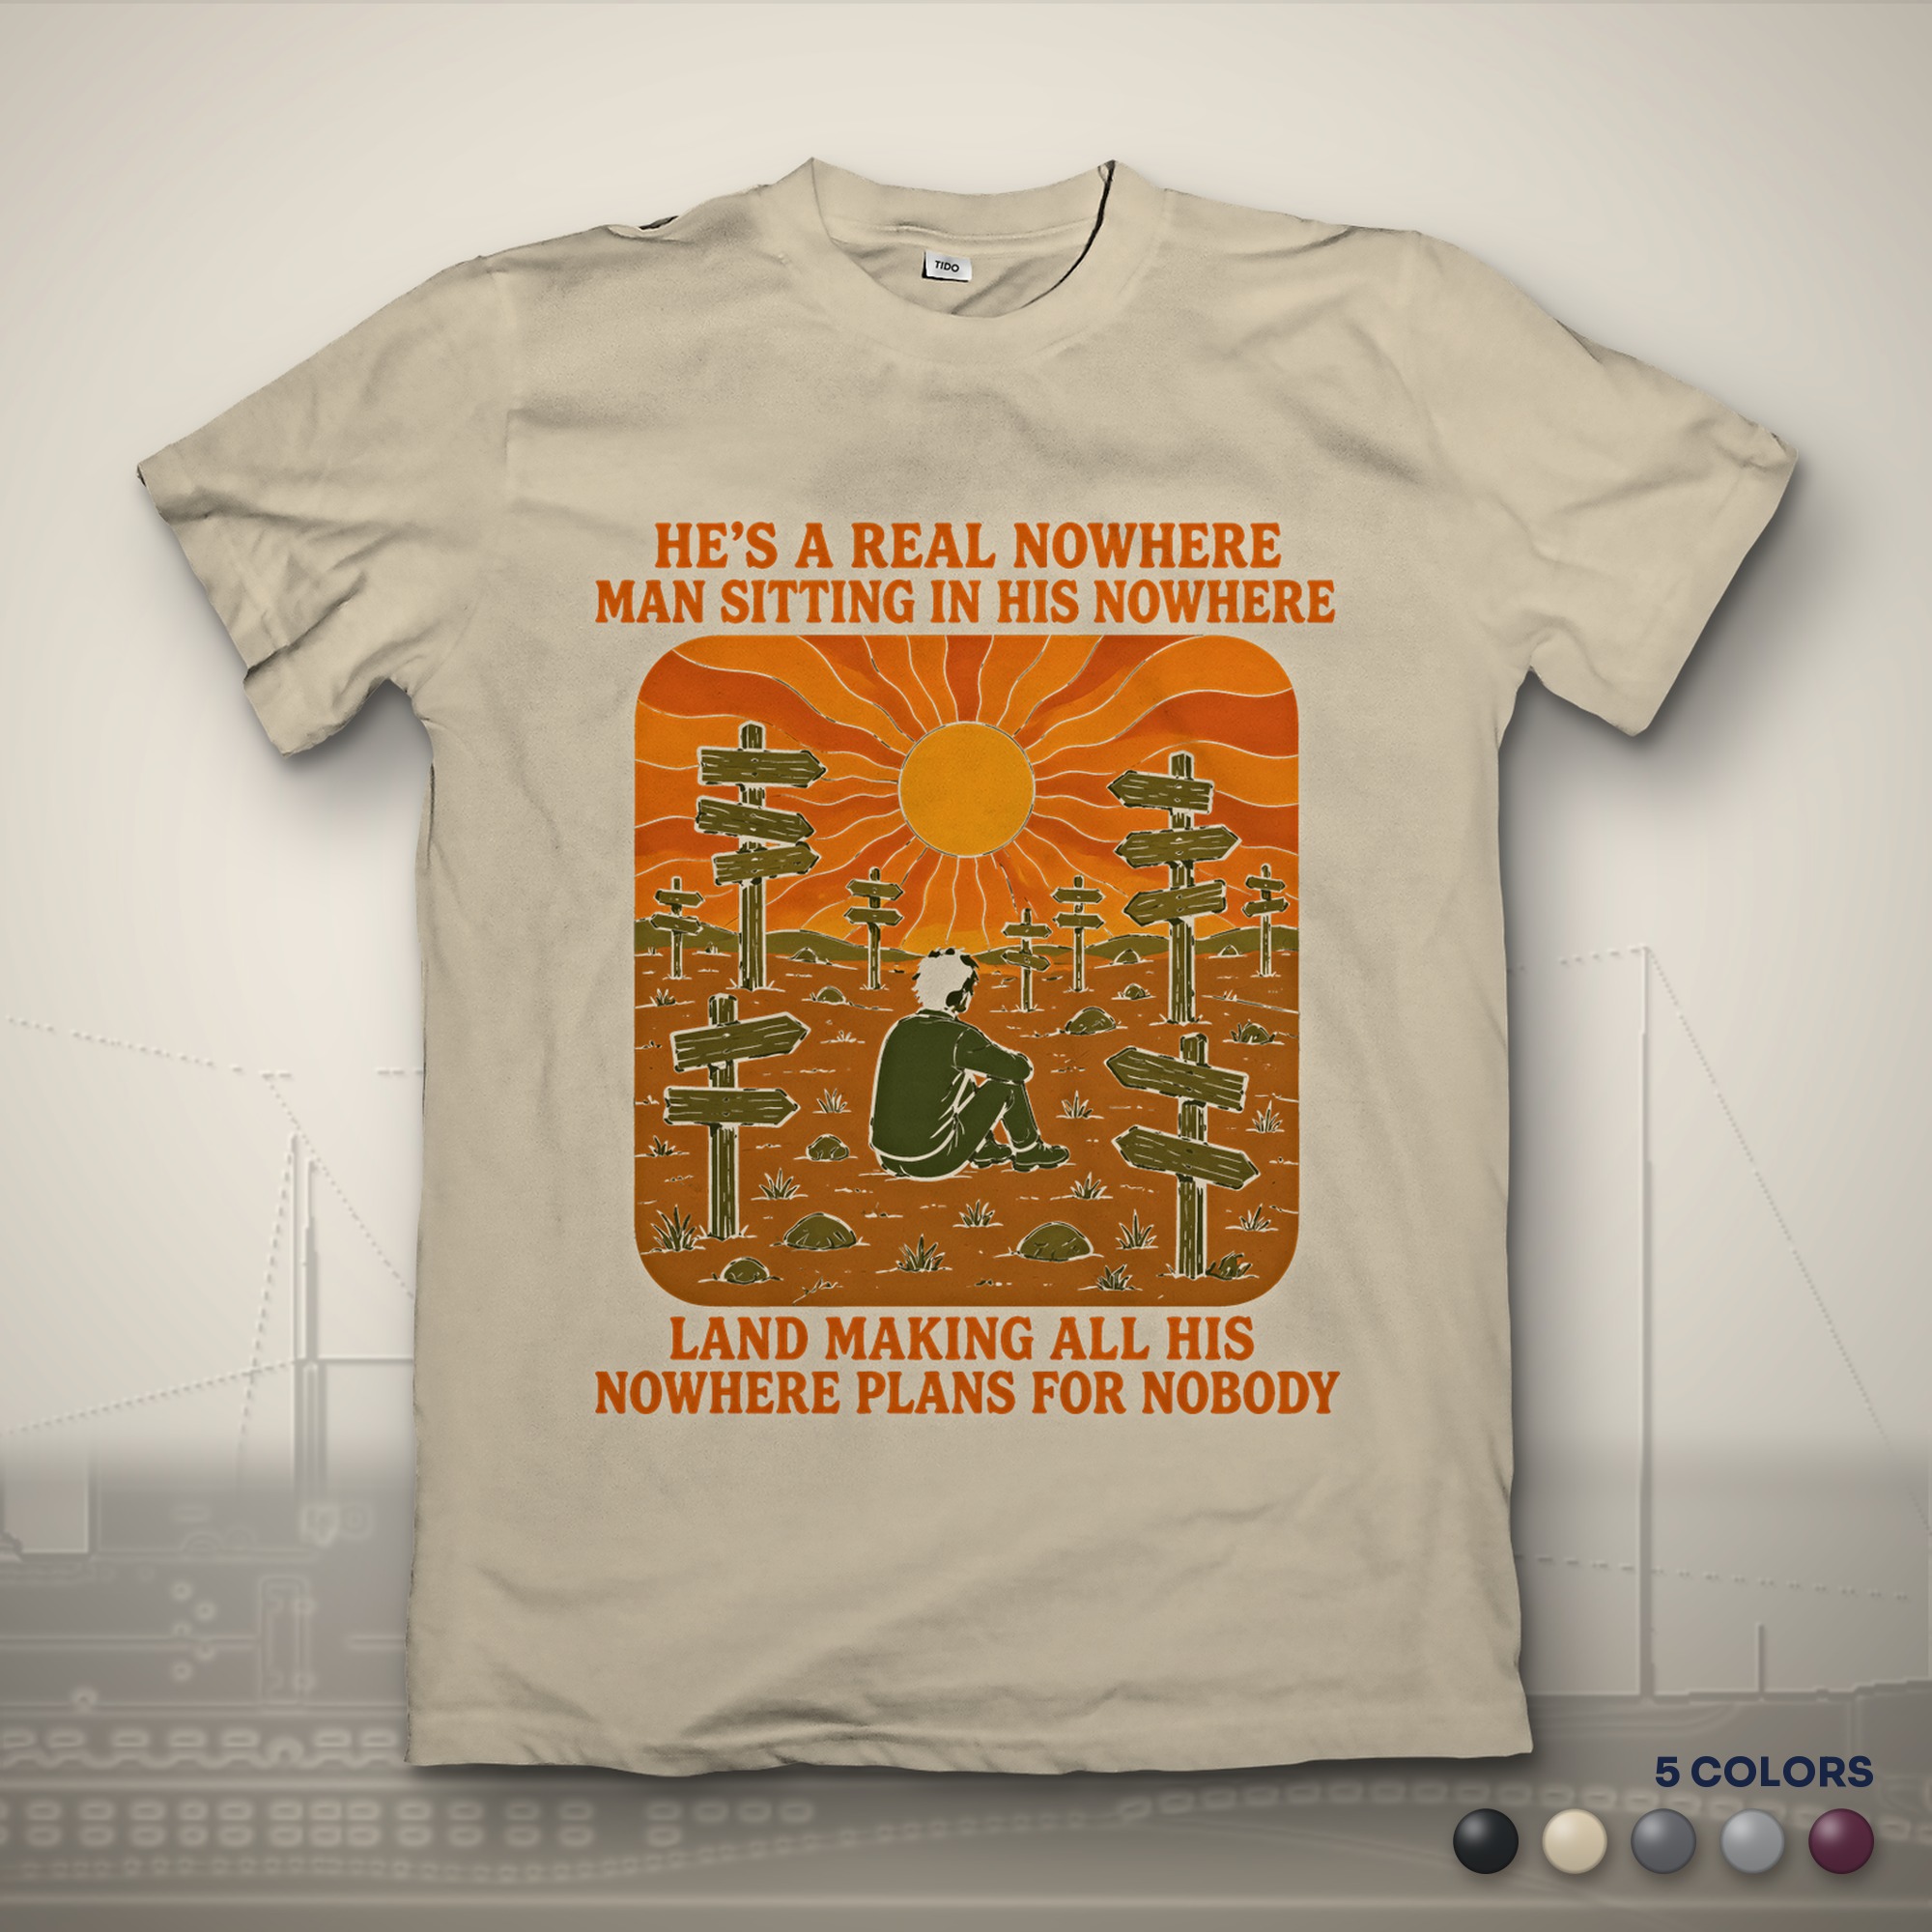 TIDO
HE’S A REAL NOWHERE
MAN SITTING IN HIS NOWHERE
LAND MAKING ALL HIS
NOWHERE PLANS FOR NOBODY
5 COLORS